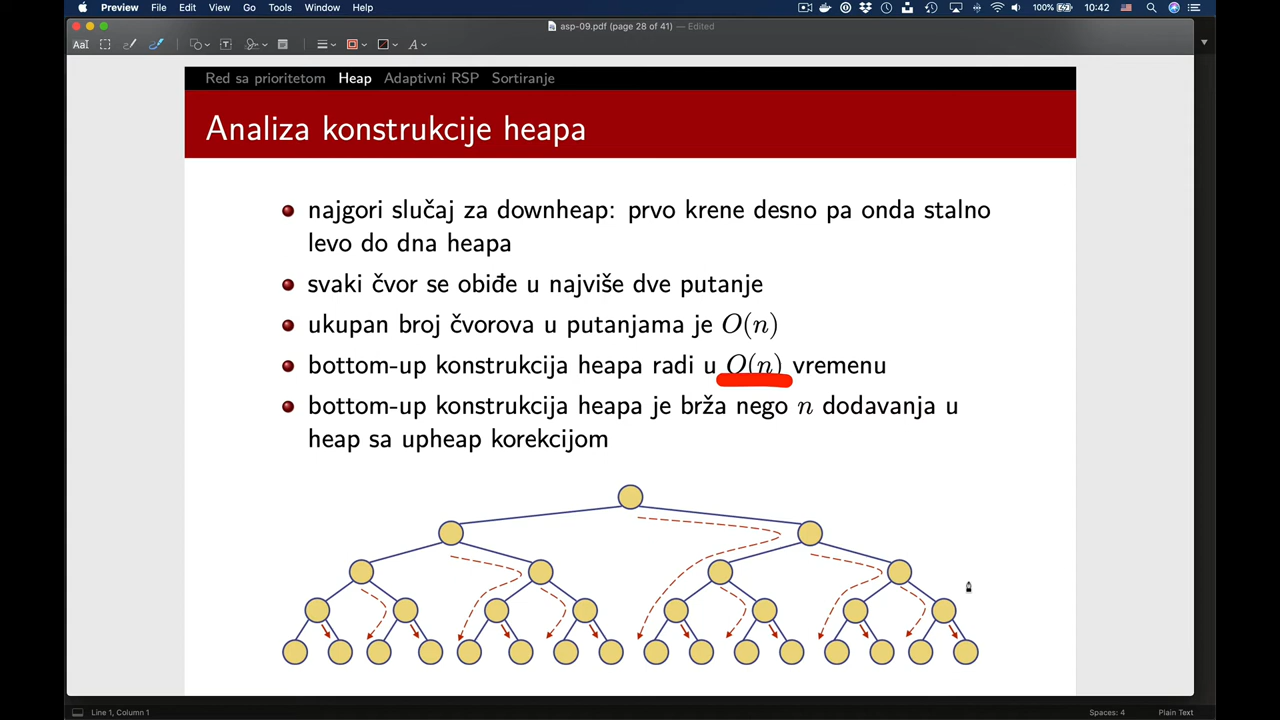 Preview File Edit View Go Tools Window Help 100% 10:42
asp-09.pdf (page 28 of 41) — Edited
AaI T A
Red sa prioritetom Heap Adaptivni RSP Sortiranje
Analiza konstrukcije heapa
najgori slučaj za downheap: prvo krene desno pa onda stalno
levo do dna heapa
svaki čvor se obiđe u najviše dve putanje
ukupan broj čvorova u putanjama je O(n)
bottom-up konstrukcija heapa radi u O(n) vremenu
bottom-up konstrukcija heapa je brža nego n dodavanja u
heap sa upheap korekcijom
Line 1, Column 1 Spaces: 4 Plain Text